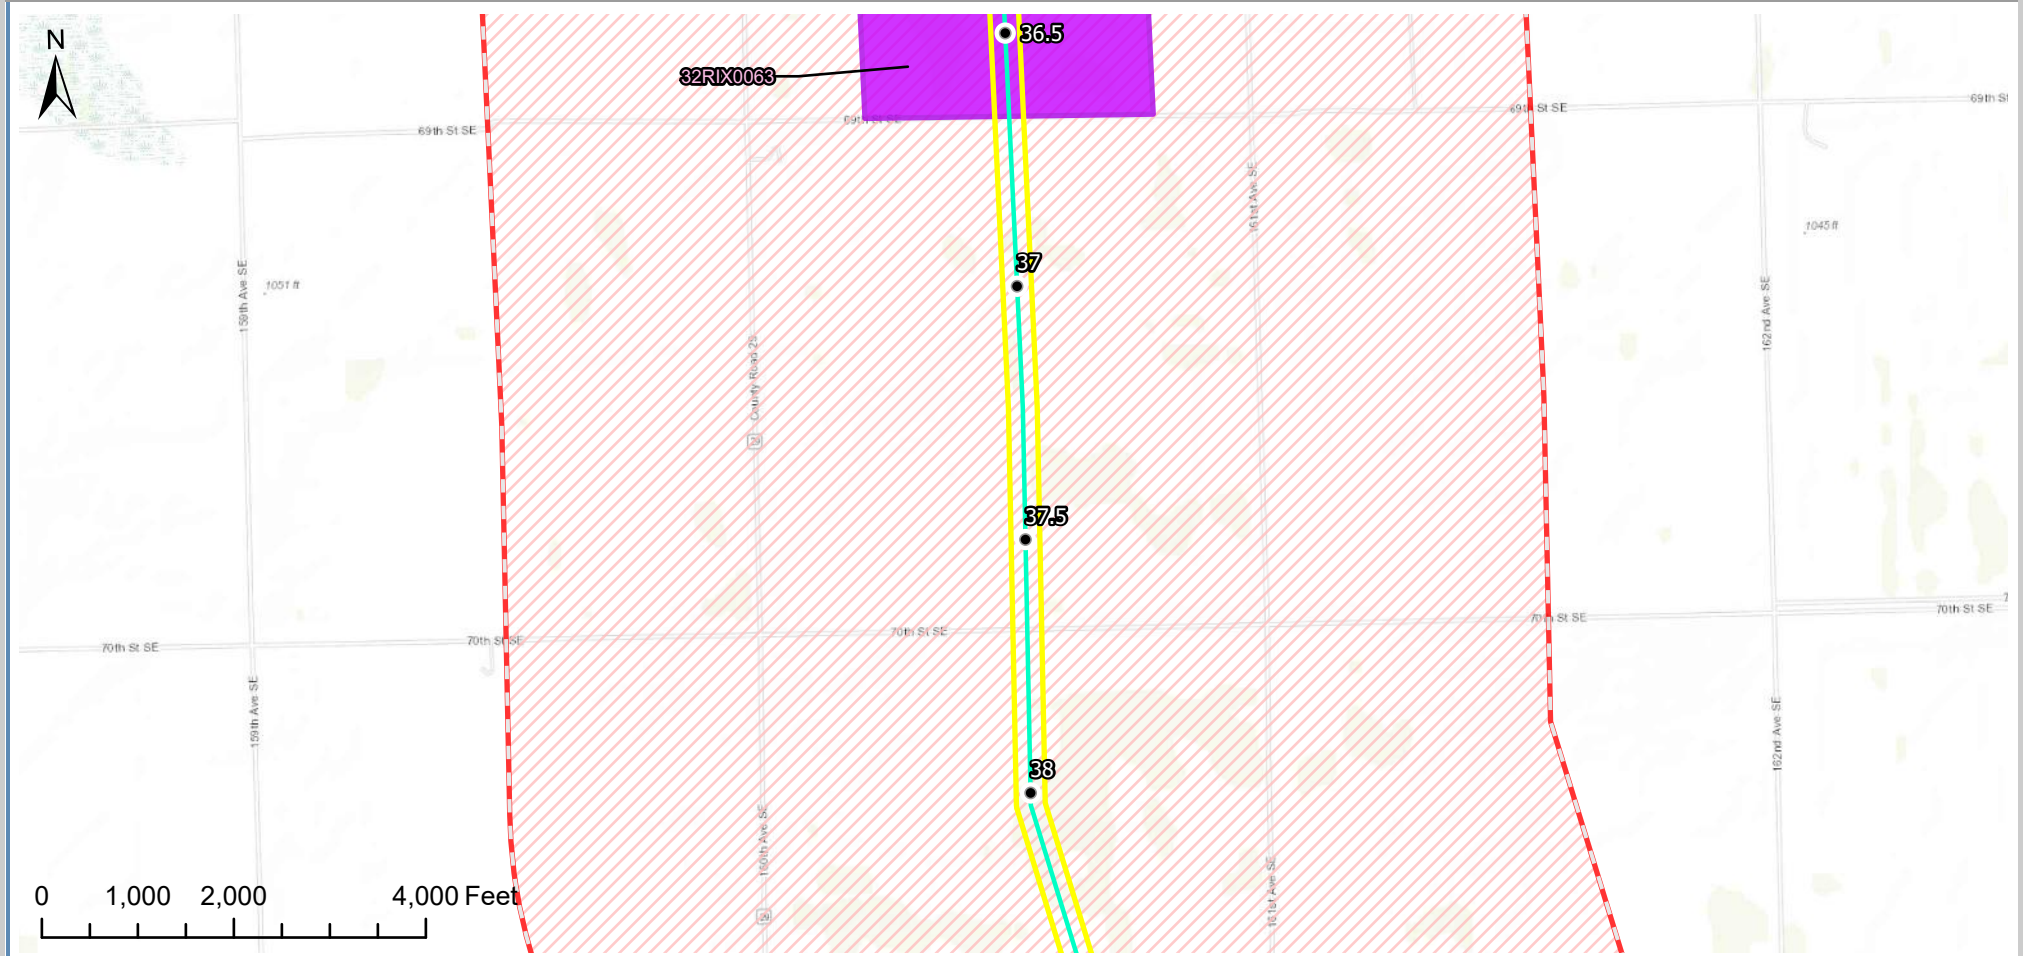 N
36.5
32RIX0063
69th St SE
69th St SE
69th St SE
69th St
161st Ave SE
1045 ft
37
159th Ave SE
1051 ft
162nd Ave SE
County Road 29
37.5
70th St SE
70th St SE
70th St SE
70th St SE
70th St SE
159th Ave SE
162nd Ave SE
38
160th Ave SE
161st Ave SE
0 1,000 2,000 4,000 Feet